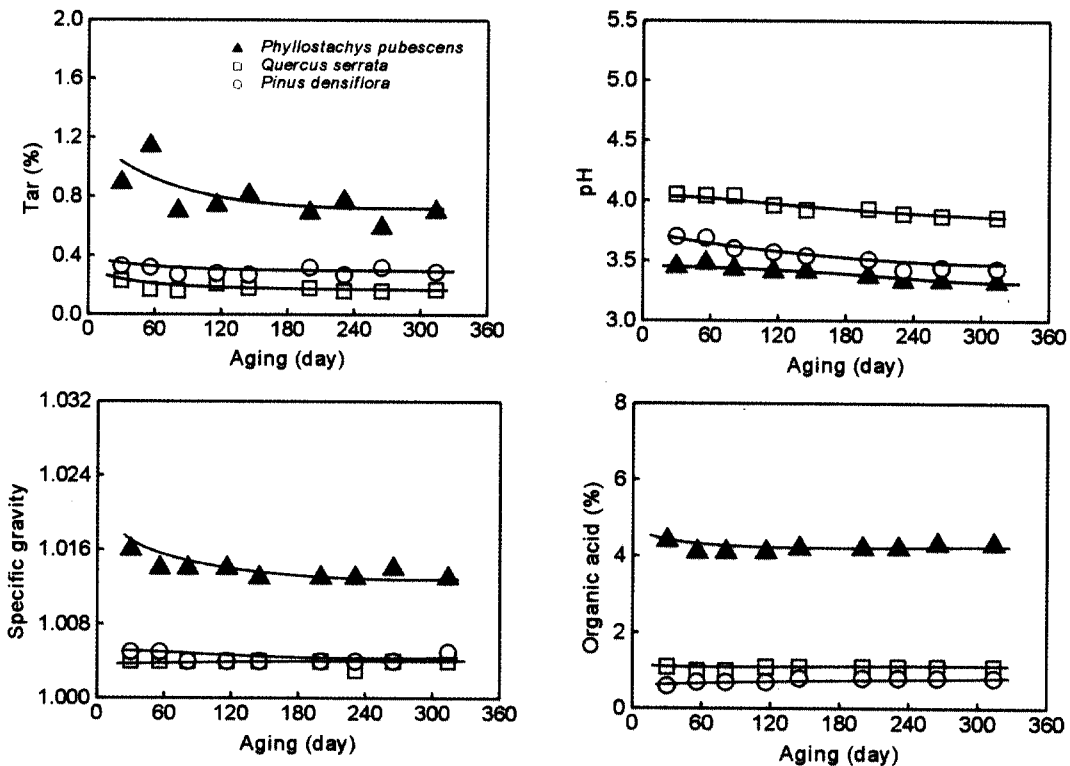 2.0
1.6
1.2
0.8
0.4
0.0
Tar (%)
Phyllostachys pubescens
Quercus serrata
Pinus densiflora
0 60 120 180 240 300 360
Aging (day)
5.5
5.0
4.5
4.0
3.5
3.0
pH
0 60 120 180 240 300 360
Aging (day)
1.032
1.024
1.016
1.008
1.000
Specific gravity
0 60 120 180 240 300 360
Aging (day)
8
6
4
2
0
Organic acid (%)
0 60 120 180 240 300 360
Aging (day)